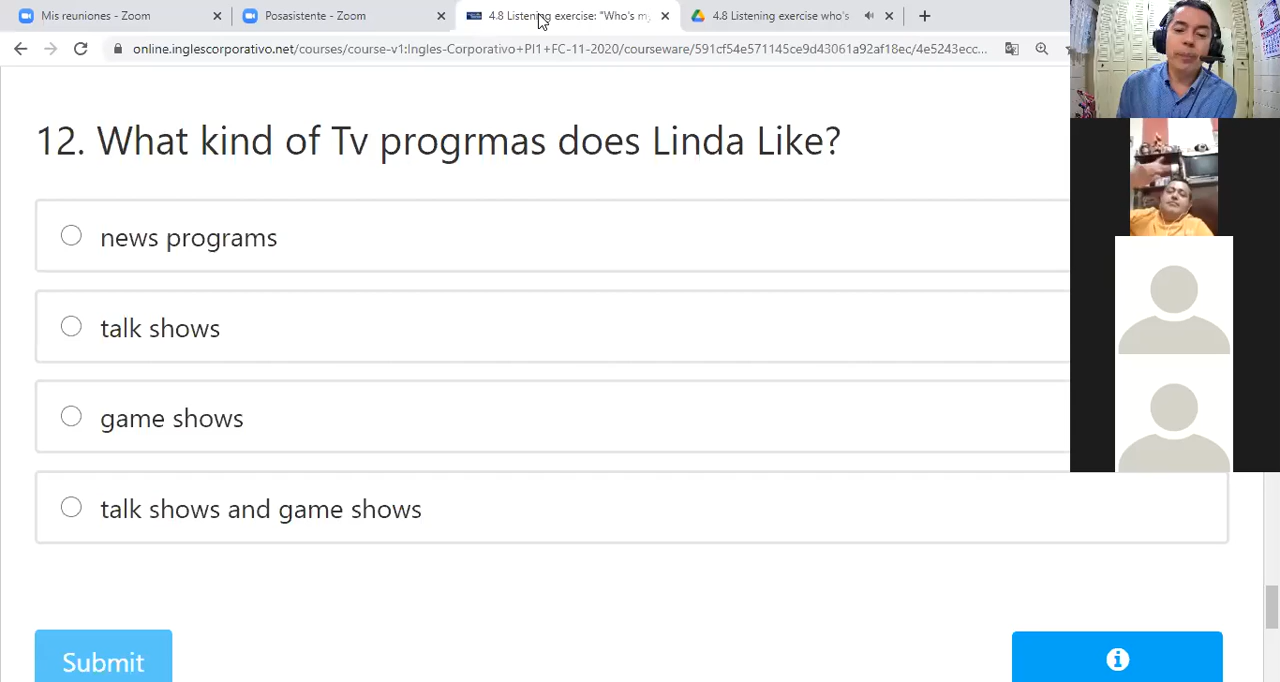 Mis reuniones - Zoom
Posasistente - Zoom
4.8 Listening exercise: "Who's my
4.8 Listening exercise who's
online.inglescorporativo.net/courses/course-v1:Ingles-Corporativo+PI1+FC-11-2020/courseware/591cf54e571145ce9d43061a92af18ec/4e5243ecc...
12. What kind of Tv progrmas does Linda Like?
news programs
talk shows
game shows
talk shows and game shows
Submit